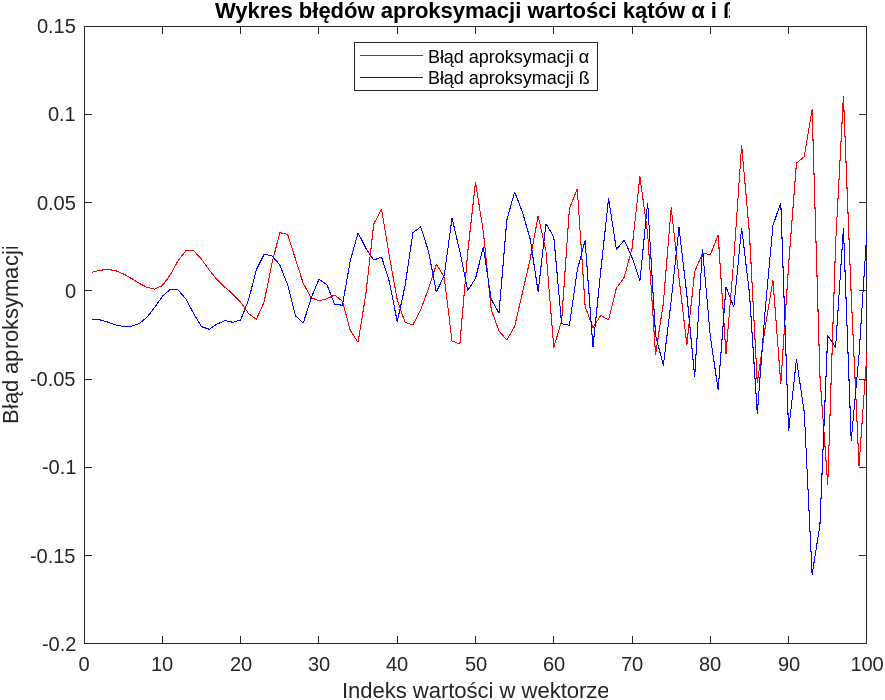 Wykres błędów aproksymacji wartości kątów α i ß
0.15
Błąd aproksymacji α
Błąd aproksymacji ß
0.1
0.05
0
-0.05
-0.1
-0.15
-0.2
Błąd aproksymacji
0 10 20 30 40 50 60 70 80 90 100
Indeks wartości w wektorze